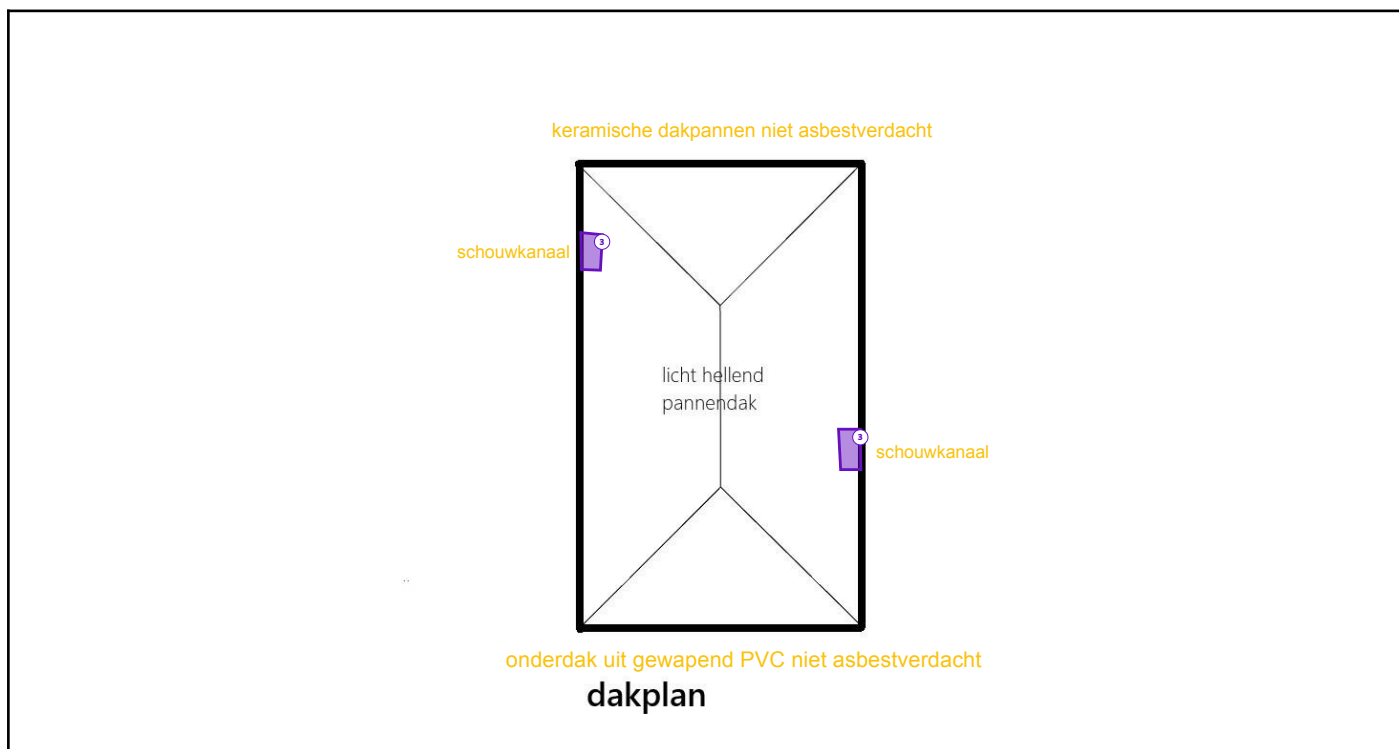 keramische dakpannen niet asbestverdacht
3
schouwkanaal
licht hellend
pannendak
3
schouwkanaal
..
onderdak uit gewapend PVC niet asbestverdacht
dakplan